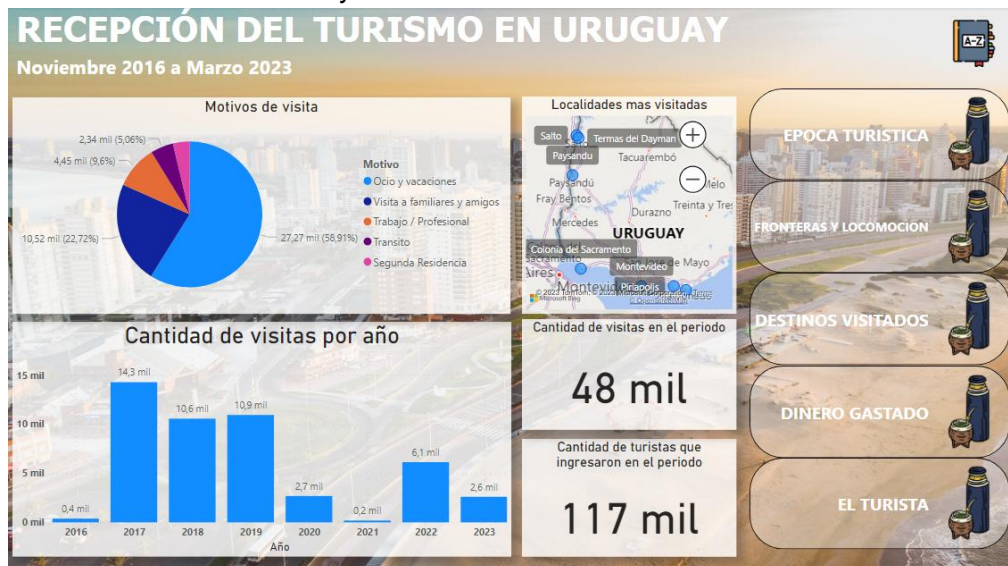 RECEPCIÓN DEL TURISMO EN URUGUAY
Noviembre 2016 a Marzo 2023
A-Z
Motivos de visita
2,34 mil (5,06%)
4,45 mil (9,6%)
10,52 mil (22,72%)
27,27 mil (58,91%)
Motivo
Ocio y vacaciones
Visita a familiares y amigos
Trabajo / Profesional
Transito
Segunda Residencia
Localidades mas visitadas
Salto
Termas del Dayman
Paysandu
Tacuarembó
Paysandú
Melo
Fray Bentos
Treinta y Tres
Durazno
Mercedes
URUGUAY
Colonia del Sacramento
José de Mayo
Montevideo
Piriapolis
Microsoft Bing
EPOCA TURISTICA
FRONTERAS Y LOCOMOCION
DESTINOS VISITADOS
DINERO GASTADO
EL TURISTA
Cantidad de visitas por año
15 mil
10 mil
5 mil
0 mil
0,4 mil
14,3 mil
10,6 mil
10,9 mil
2,7 mil
0,2 mil
6,1 mil
2,6 mil
2016
2017
2018
2019
2020
2021
2022
2023
Año
Cantidad de visitas en el periodo
48 mil
Cantidad de turistas que
ingresaron en el periodo
117 mil